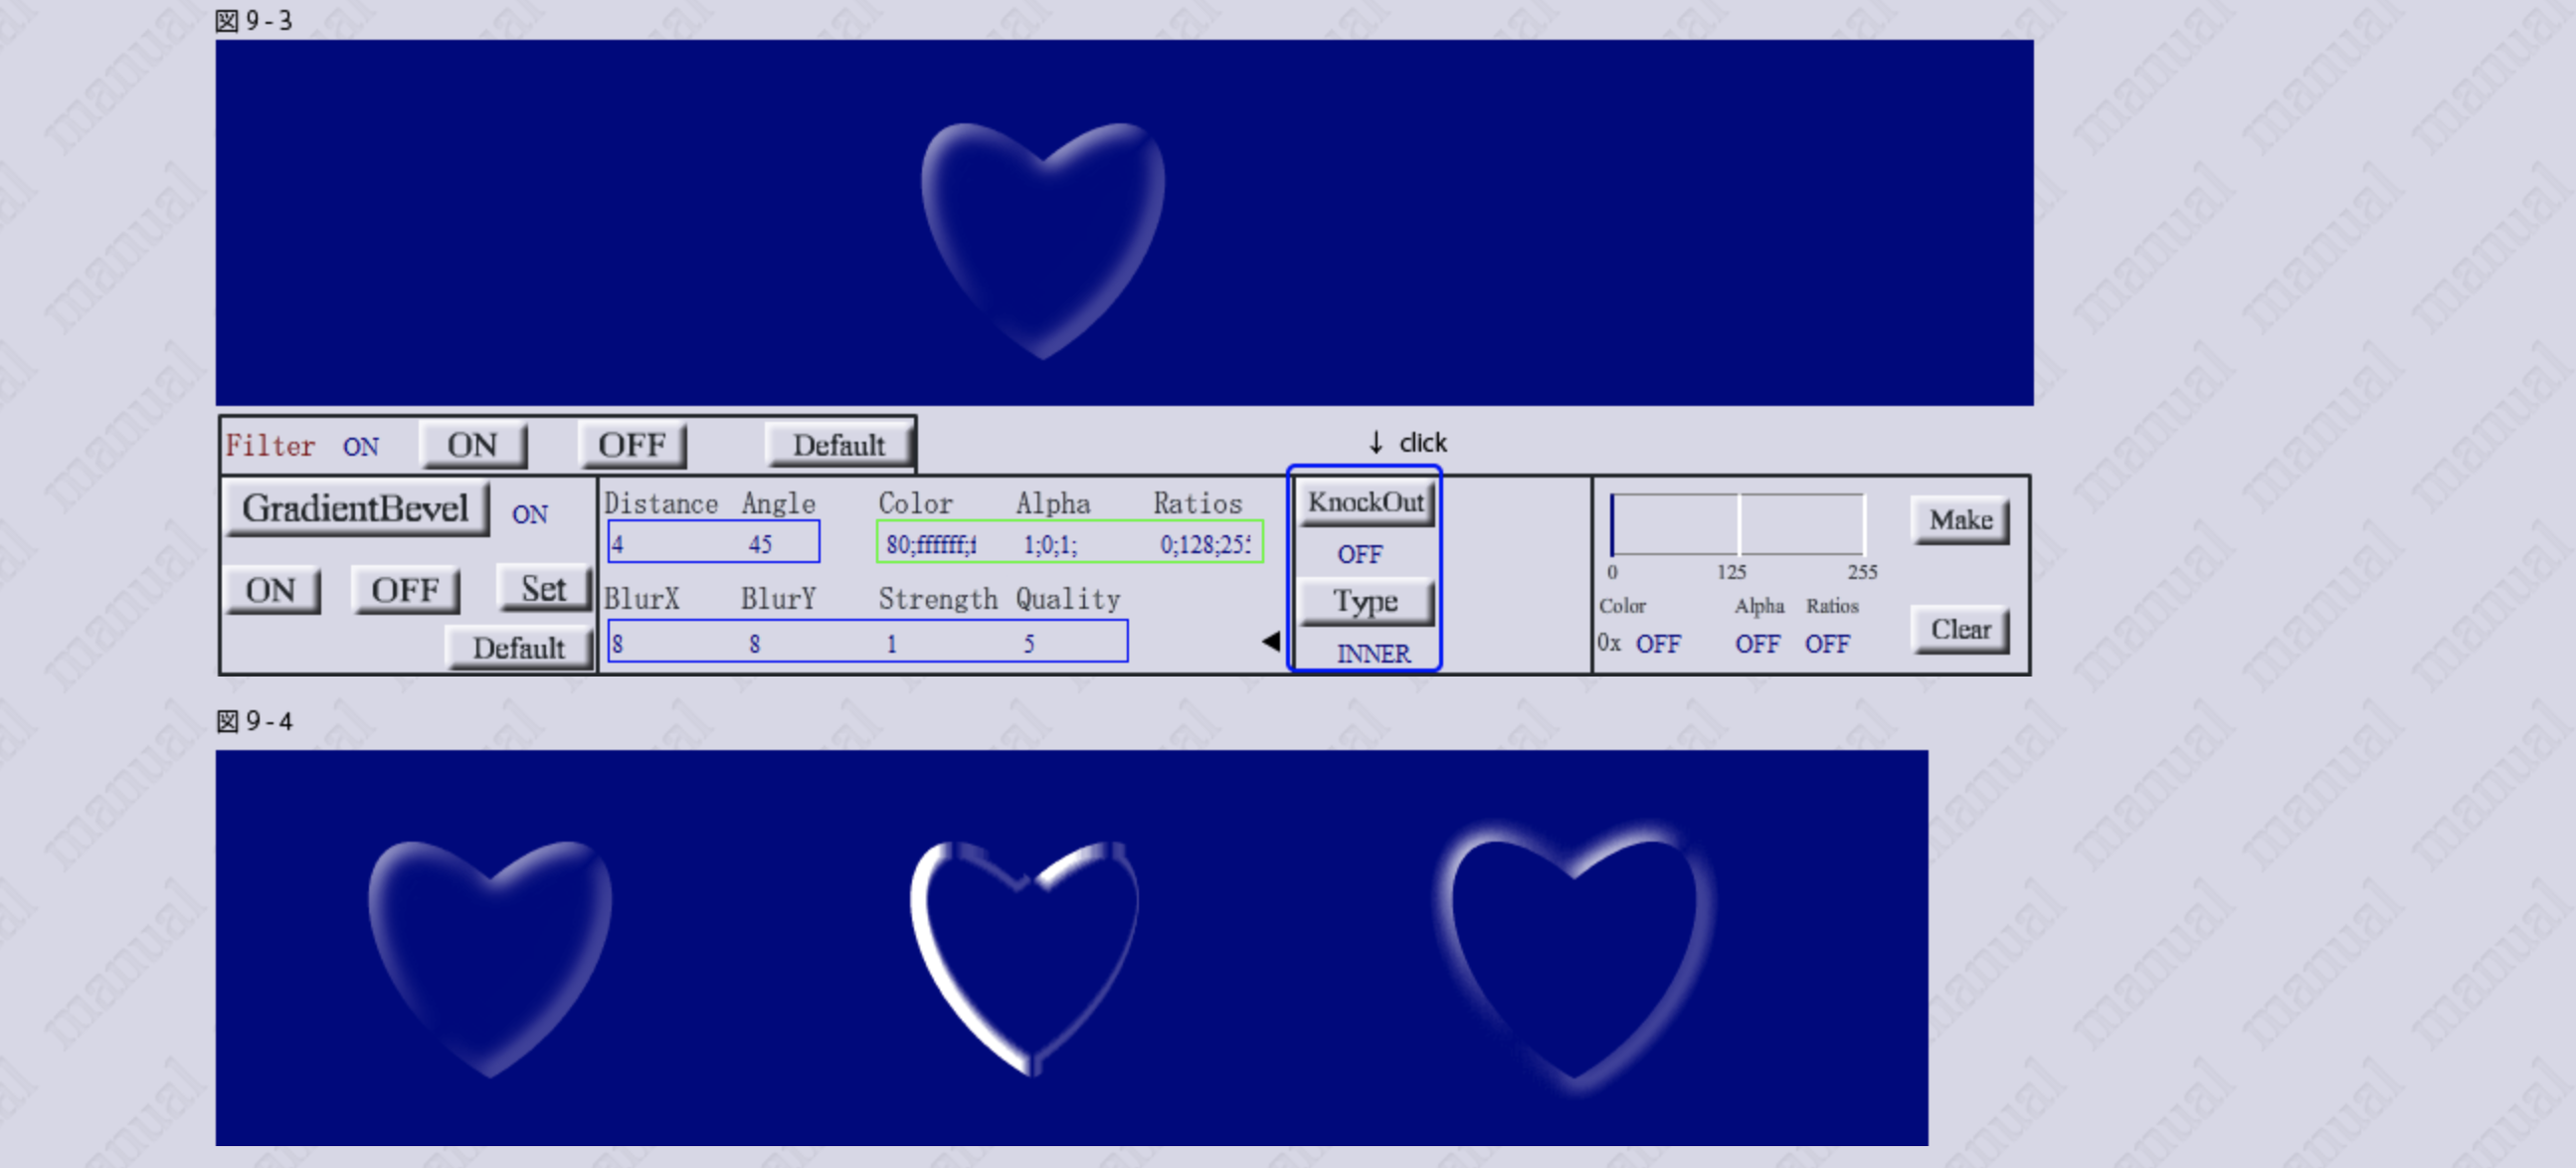 図9-3
Filter ON ON OFF Default
↓ click
GradientBevel ON
ON OFF Set
Default
Distance Angle Color Alpha Ratios
4 45 80;ffffff;f 1;0;1; 0;128;25
BlurX BlurY Strength Quality
8 8 1 5
KnockOut
OFF
Type
INNER
0 125 255
Color Alpha Ratios
0x OFF OFF OFF
Make
Clear
図9-4
manual